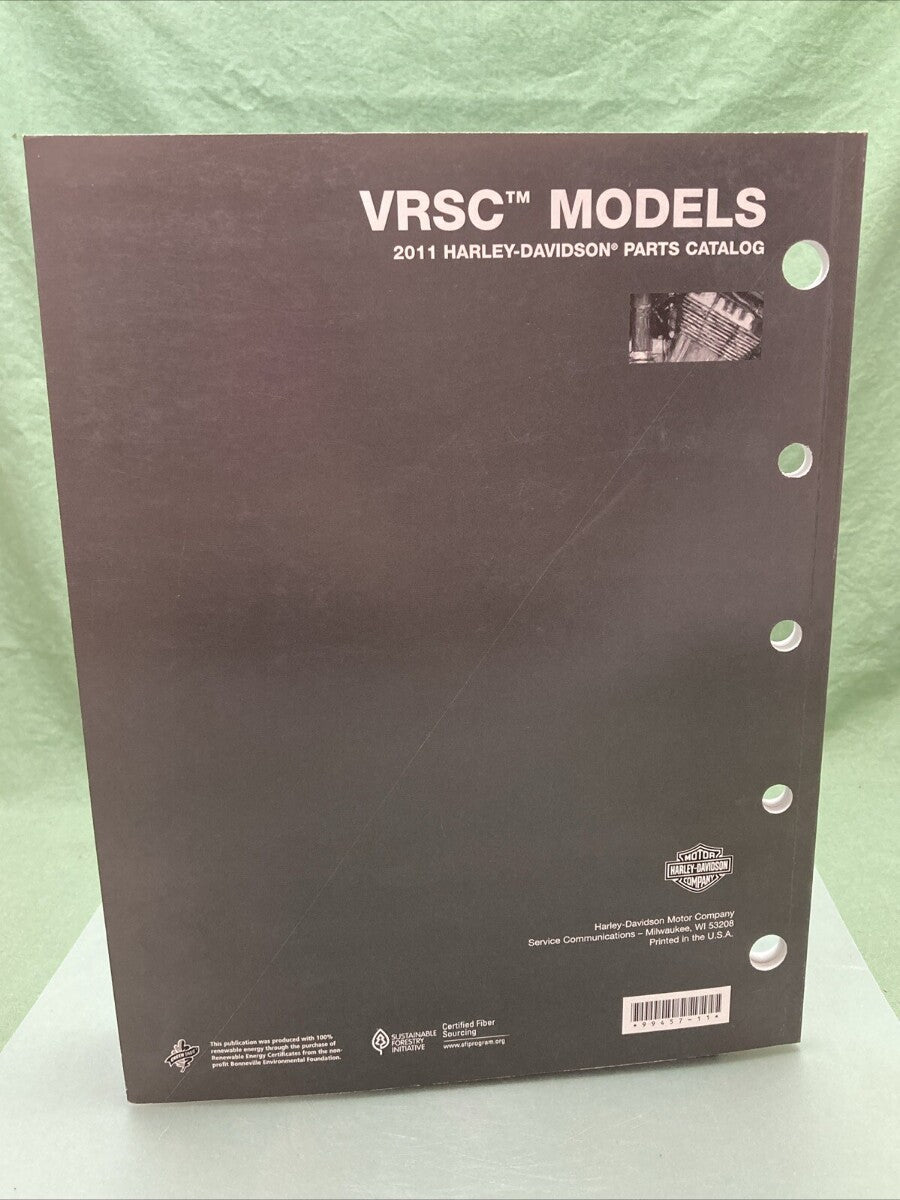 VRSC™ MODELS
2011 HARLEY-DAVIDSON® PARTS CATALOG
MOTOR
HARLEY-DAVIDSON
COMPANY
Harley-Davidson Motor Company
Service Communications – Milwaukee, WI 53208
Printed in the U.S.A.
*99457-11*
This publication was produced with 100%
renewable energy through the purchase of
Renewable Energy Certificates from the non-
profit Bonneville Environmental Foundation.
SUSTAINABLE
FORESTRY
INITIATIVE
Certified Fiber
Sourcing
www.sfiprogram.org